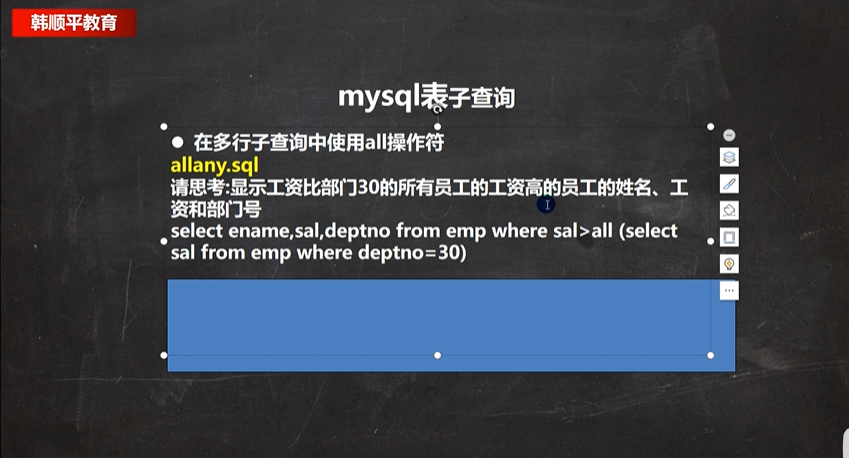 韩顺平教育
mysql表子查询
● 在多行子查询中使用all操作符
allany.sql
请思考:显示工资比部门30的所有员工的工资高的员工的姓名、工
资和部门号
select ename,sal,deptno from emp where sal>all (select
sal from emp where deptno=30)